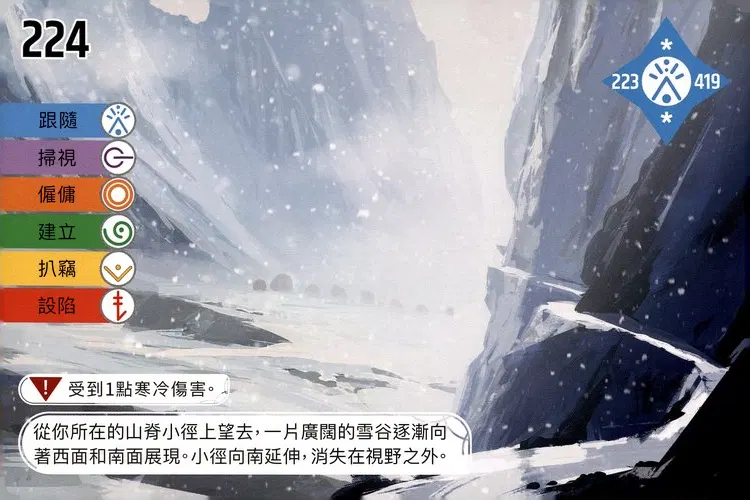 224
*
223 419
*
跟隨
掃視
僱傭
建立
扒竊
設陷
! 受到1點寒冷傷害。
從你所在的山脊小徑上望去,一片廣闊的雪谷逐漸向
著西面和南面展現。小徑向南延伸,消失在視野之外。